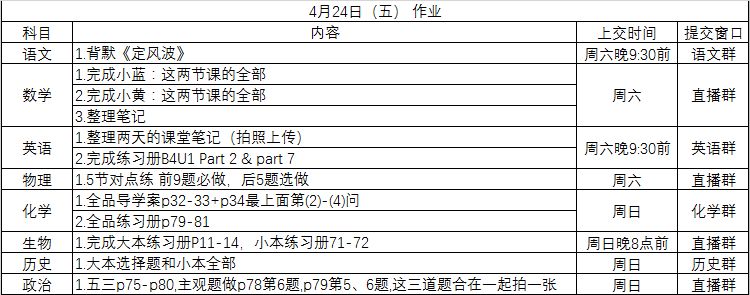 4月24日（五） 作业
科目 内容 上交时间 提交窗口
语文 1.背默《定风波》 周六晚9:30前 语文群
数学 1.完成小蓝：这两节课的全部 周六 直播群
2.完成小黄：这两节课的全部
3.整理笔记
英语 1.整理两天的课堂笔记（拍照上传） 周六晚9:30前 英语群
2.完成练习册B4U1 Part 2 & part 7
物理 1.5节对点练 前9题必做，后5题选做 周六 直播群
化学 1.全品导学案p32-33+p34最上面第(2)-(4)问 周日 化学群
2.全品练习册p79-81
生物 1.完成大本练习册P11-14，小本练习册71-72 周日晚8点前 直播群
历史 1.大本选择题和小本全部 周日 历史群
政治 1.五三p75-p80,主观题做p78第6题,p79第5、6题,这三道题合在一起拍一张 周日 直播群